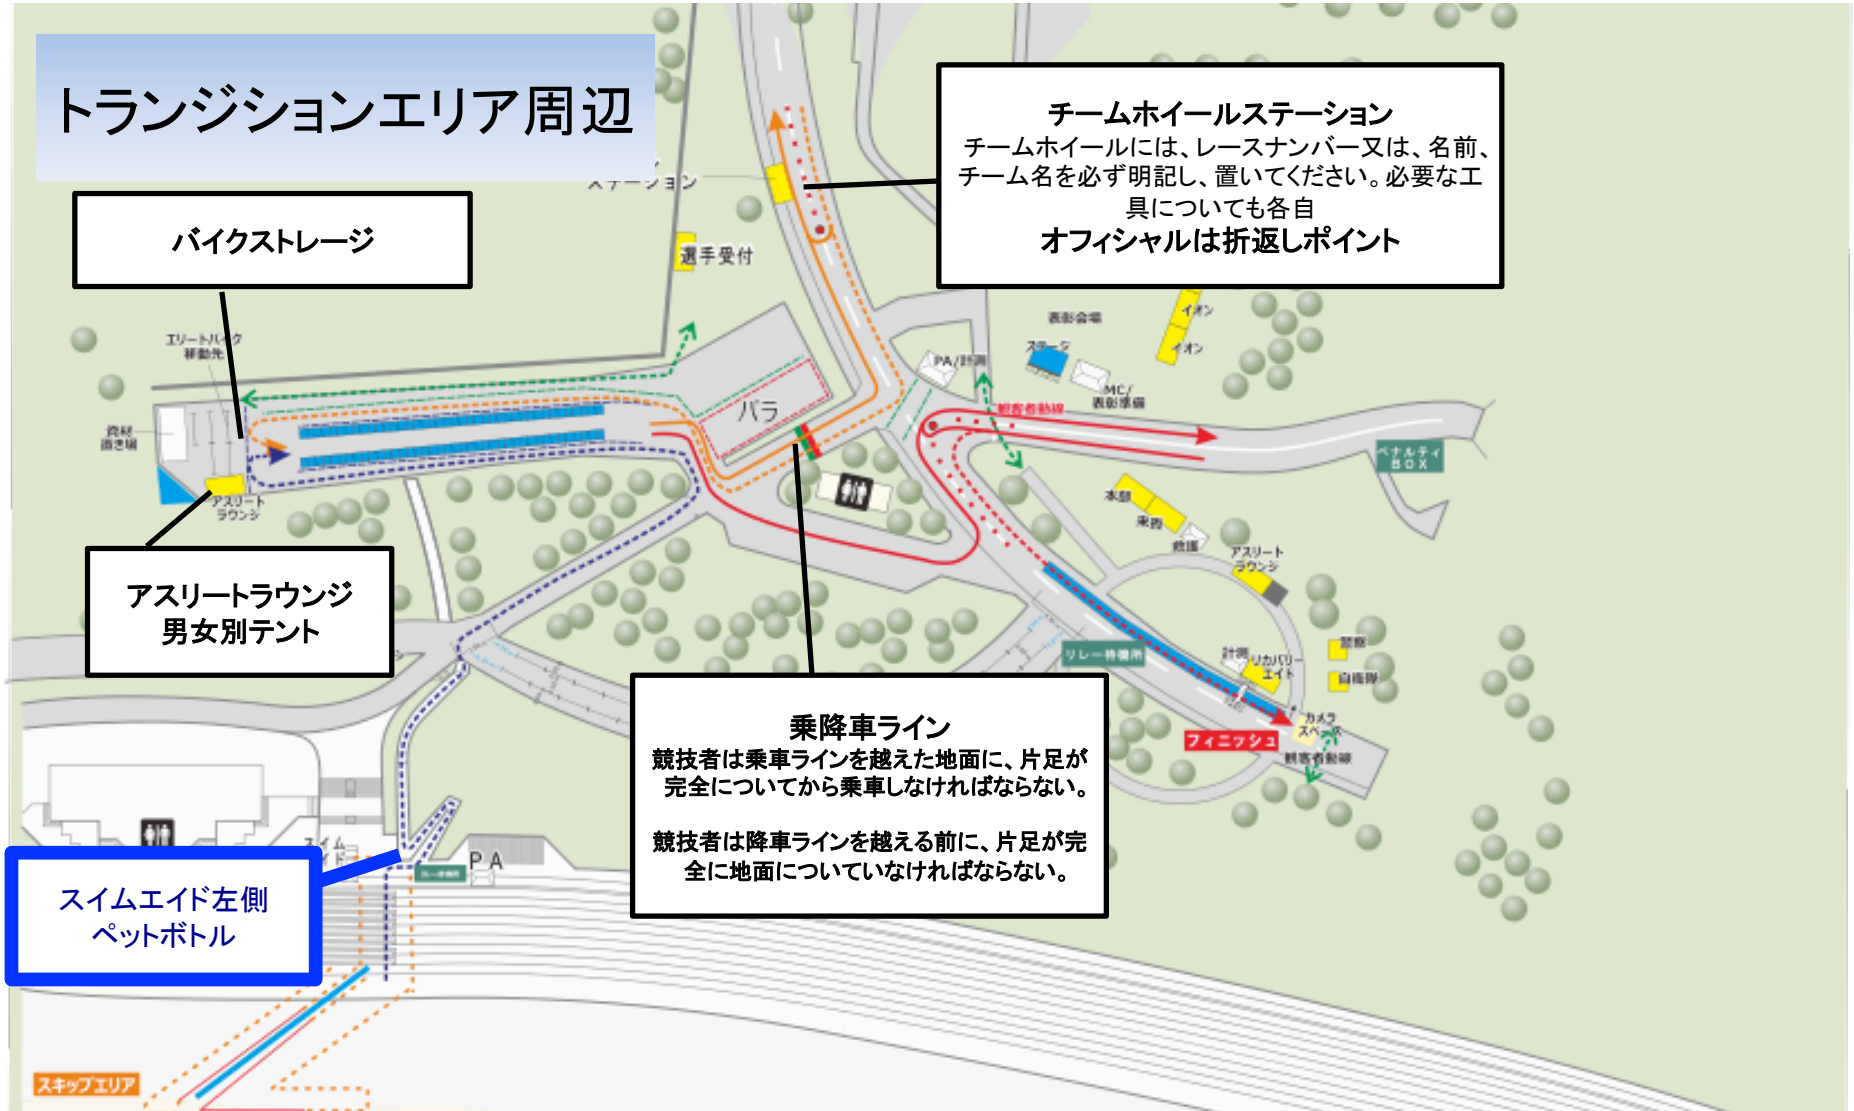 トランジションエリア周辺
ステーション
チームホイールステーション
チームホイールには、レースナンバー又は、名前、
チーム名を必ず明記し、置いてください。必要な工
具についても各自
オフィシャルは折返しポイント
バイクストレージ
選手受付
エリートバイク
移動先
資材
置き場
アスリート
ラウンジ
パラ
PA/計測
表彰会場
ステージ
MC/
表彰準備
イオン
イオン
観客者動線
ペナルティ
BOX
本部
来賓
救護
アスリート
ラウンジ
アスリートラウンジ
男女別テント
リレー待機所
計測
リカバリー
エイド
警察
自衛隊
カメラ
スペース
フィニッシュ
観客者動線
乗降車ライン
競技者は乗車ラインを越えた地面に、片足が
完全についてから乗車しなければならない。
競技者は降車ラインを越える前に、片足が完
全に地面についていなければならない。
スイム
PA
リレー待機所
スイムエイド左側
ペットボトル
スキップエリア